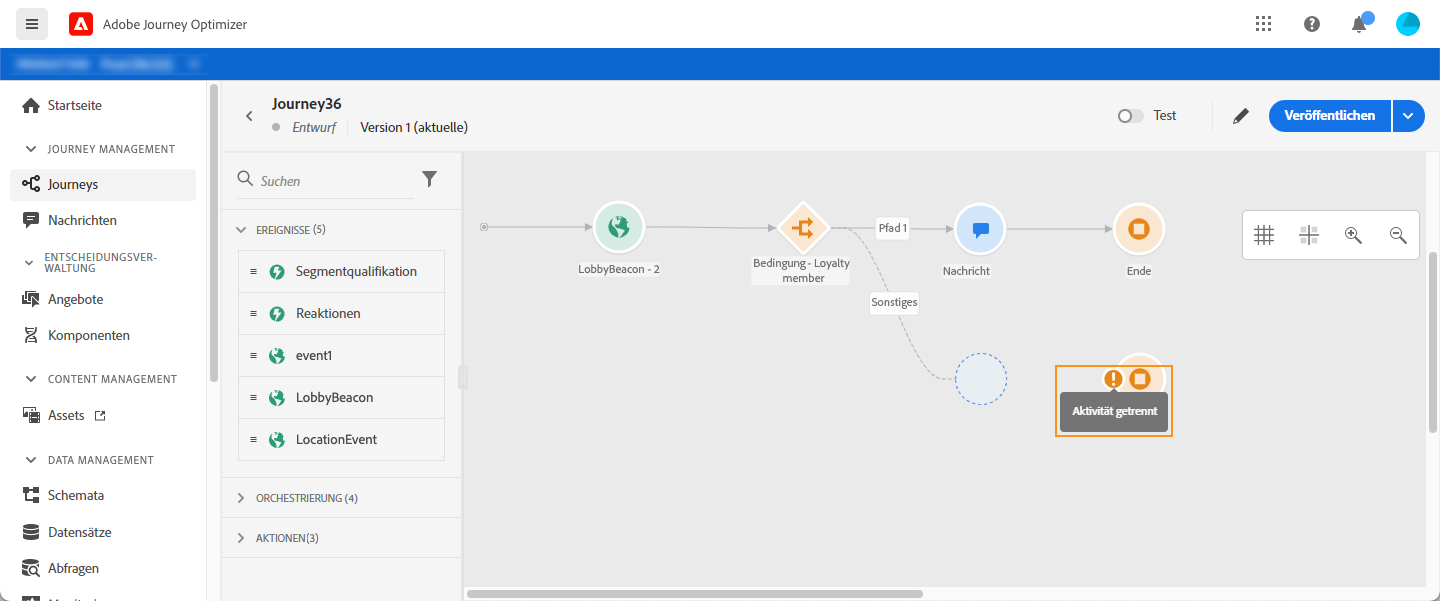 Adobe Journey Optimizer
Startseite
JOURNEY MANAGEMENT
Journeys
Nachrichten
ENTSCHEIDUNGSVER-
WALTUNG
Angebote
Komponenten
CONTENT MANAGEMENT
Assets
DATA MANAGEMENT
Schemata
Datensätze
Abfragen
Journey36
Entwurf
Version 1 (aktuelle)
Test
Veröffentlichen
Suchen
EREIGNISSE (5)
Segmentqualifikation
Reaktionen
event1
LobbyBeacon
LocationEvent
ORCHESTRIERUNG (4)
AKTIONEN(3)
LobbyBeacon - 2
Bedingung - Loyalty
member
Pfad 1
Nachricht
Ende
Sonstiges
Aktivität getrennt